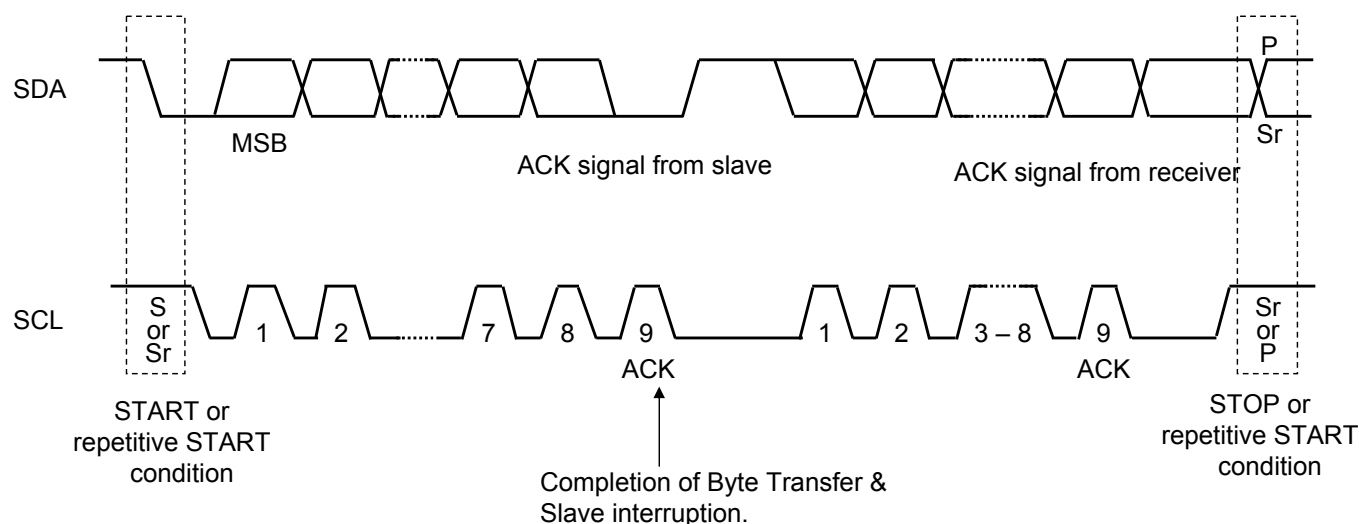 P
SDA
MSB
Sr
ACK signal from slave
ACK signal from receiver
SCL
S
or
Sr
1
2
7
8
9
1
2
3 – 8
9
Sr
or
P
ACK
ACK
START or
repetitive START
condition
STOP or
repetitive START
condition
Completion of Byte Transfer &
Slave interruption.